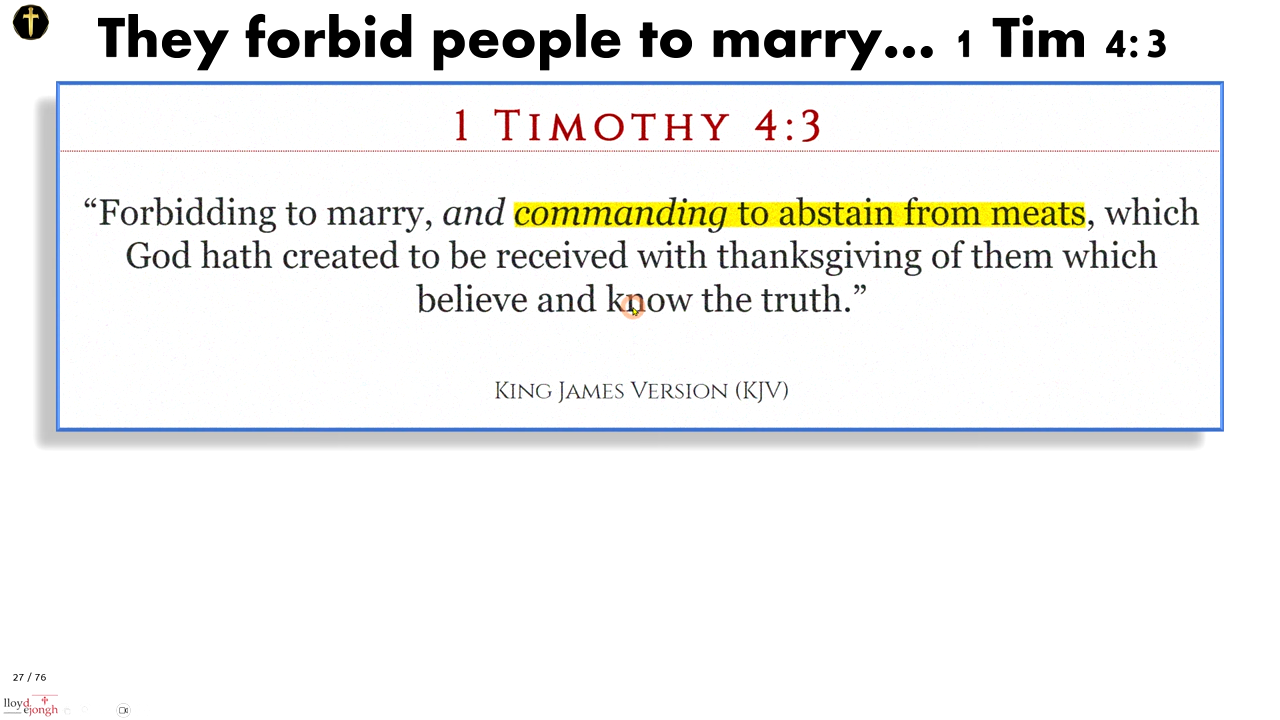 They forbid people to marry... 1 Tim 4:3
1 TIMOTHY 4:3
“Forbidding to marry, and commanding to abstain from meats, which
God hath created to be received with thanksgiving of them which
believe and know the truth.”
KING JAMES VERSION (KJV)
27 / 76
lloyd
ejongh